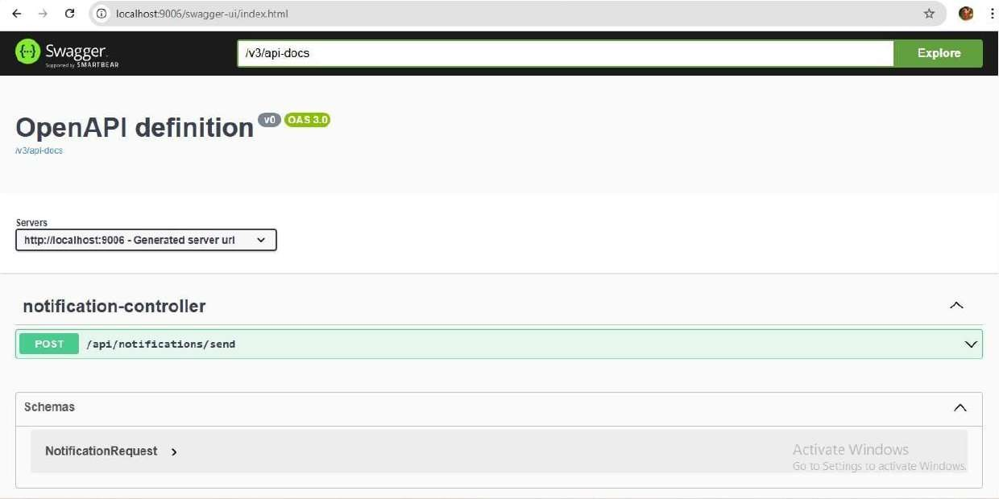 localhost:9006/swagger-ui/index.html
Swagger.
Supported by SMARTBEAR
/v3/api-docs
Explore
OpenAPI definition v0 OAS 3.0
/v3/api-docs
Servers
http://localhost:9006 - Generated server url
notification-controller
POST /api/notifications/send
Schemas
NotificationRequest
Activate Windows
Go to Settings to activate Windows.